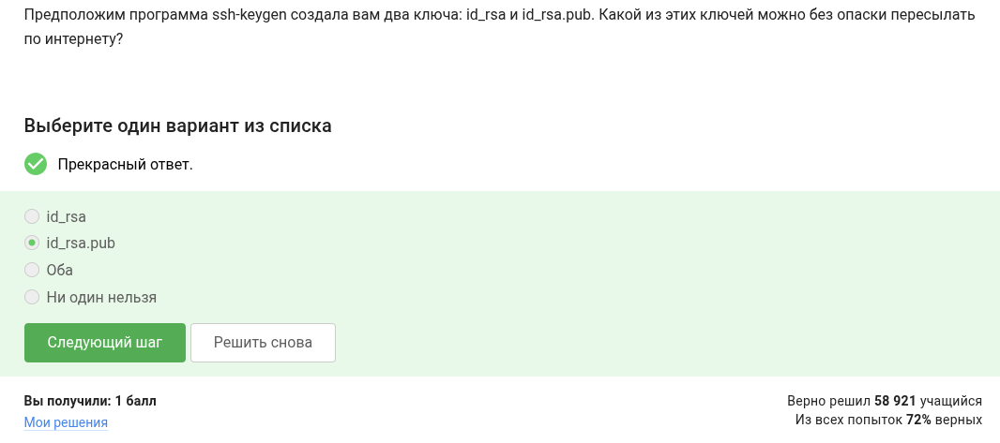 Предположим программа ssh-keygen создала вам два ключа: id_rsa и id_rsa.pub. Какой из этих ключей можно без опаски пересылать
по интернету?
Выберите один вариант из списка
Прекрасный ответ.
id_rsa
id_rsa.pub
Оба
Ни один нельзя
Следующий шаг
Решить снова
Вы получили: 1 балл
Мои решения
Верно решил 58 921 учащийся
Из всех попыток 72% верных